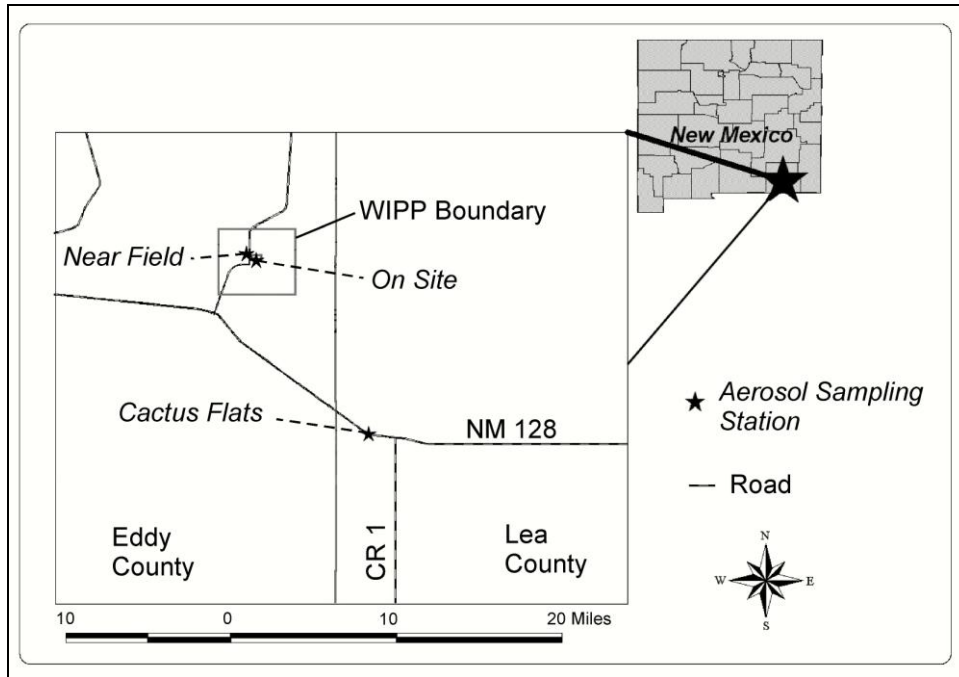 New Mexico
WIPP Boundary
Near Field
On Site
Cactus Flats
Aerosol Sampling
Station
NM 128
Road
Eddy
County
CR 1
Lea
County
N
W
E
S
10
0
10
20 Miles